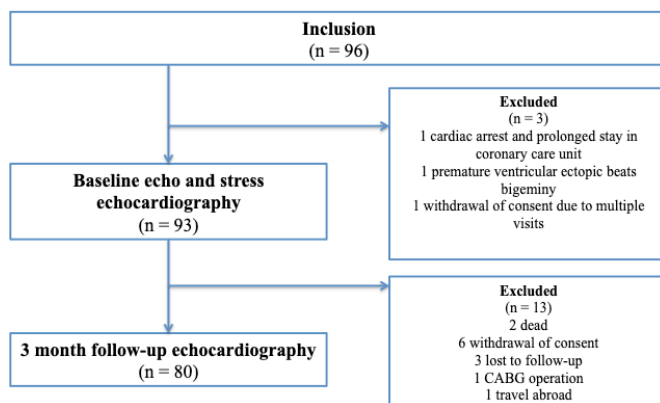 Inclusion
(n = 96)
Excluded
(n = 3)
1 cardiac arrest and prolonged stay in
coronary care unit
1 premature ventricular ectopic beats
bigeminy
1 withdrawal of consent due to multiple
visits
Baseline echo and stress
echocardiography
(n = 93)
Excluded
(n = 13)
2 dead
6 withdrawal of consent
3 lost to follow-up
1 CABG operation
1 travel abroad
3 month follow-up echocardiography
(n = 80)